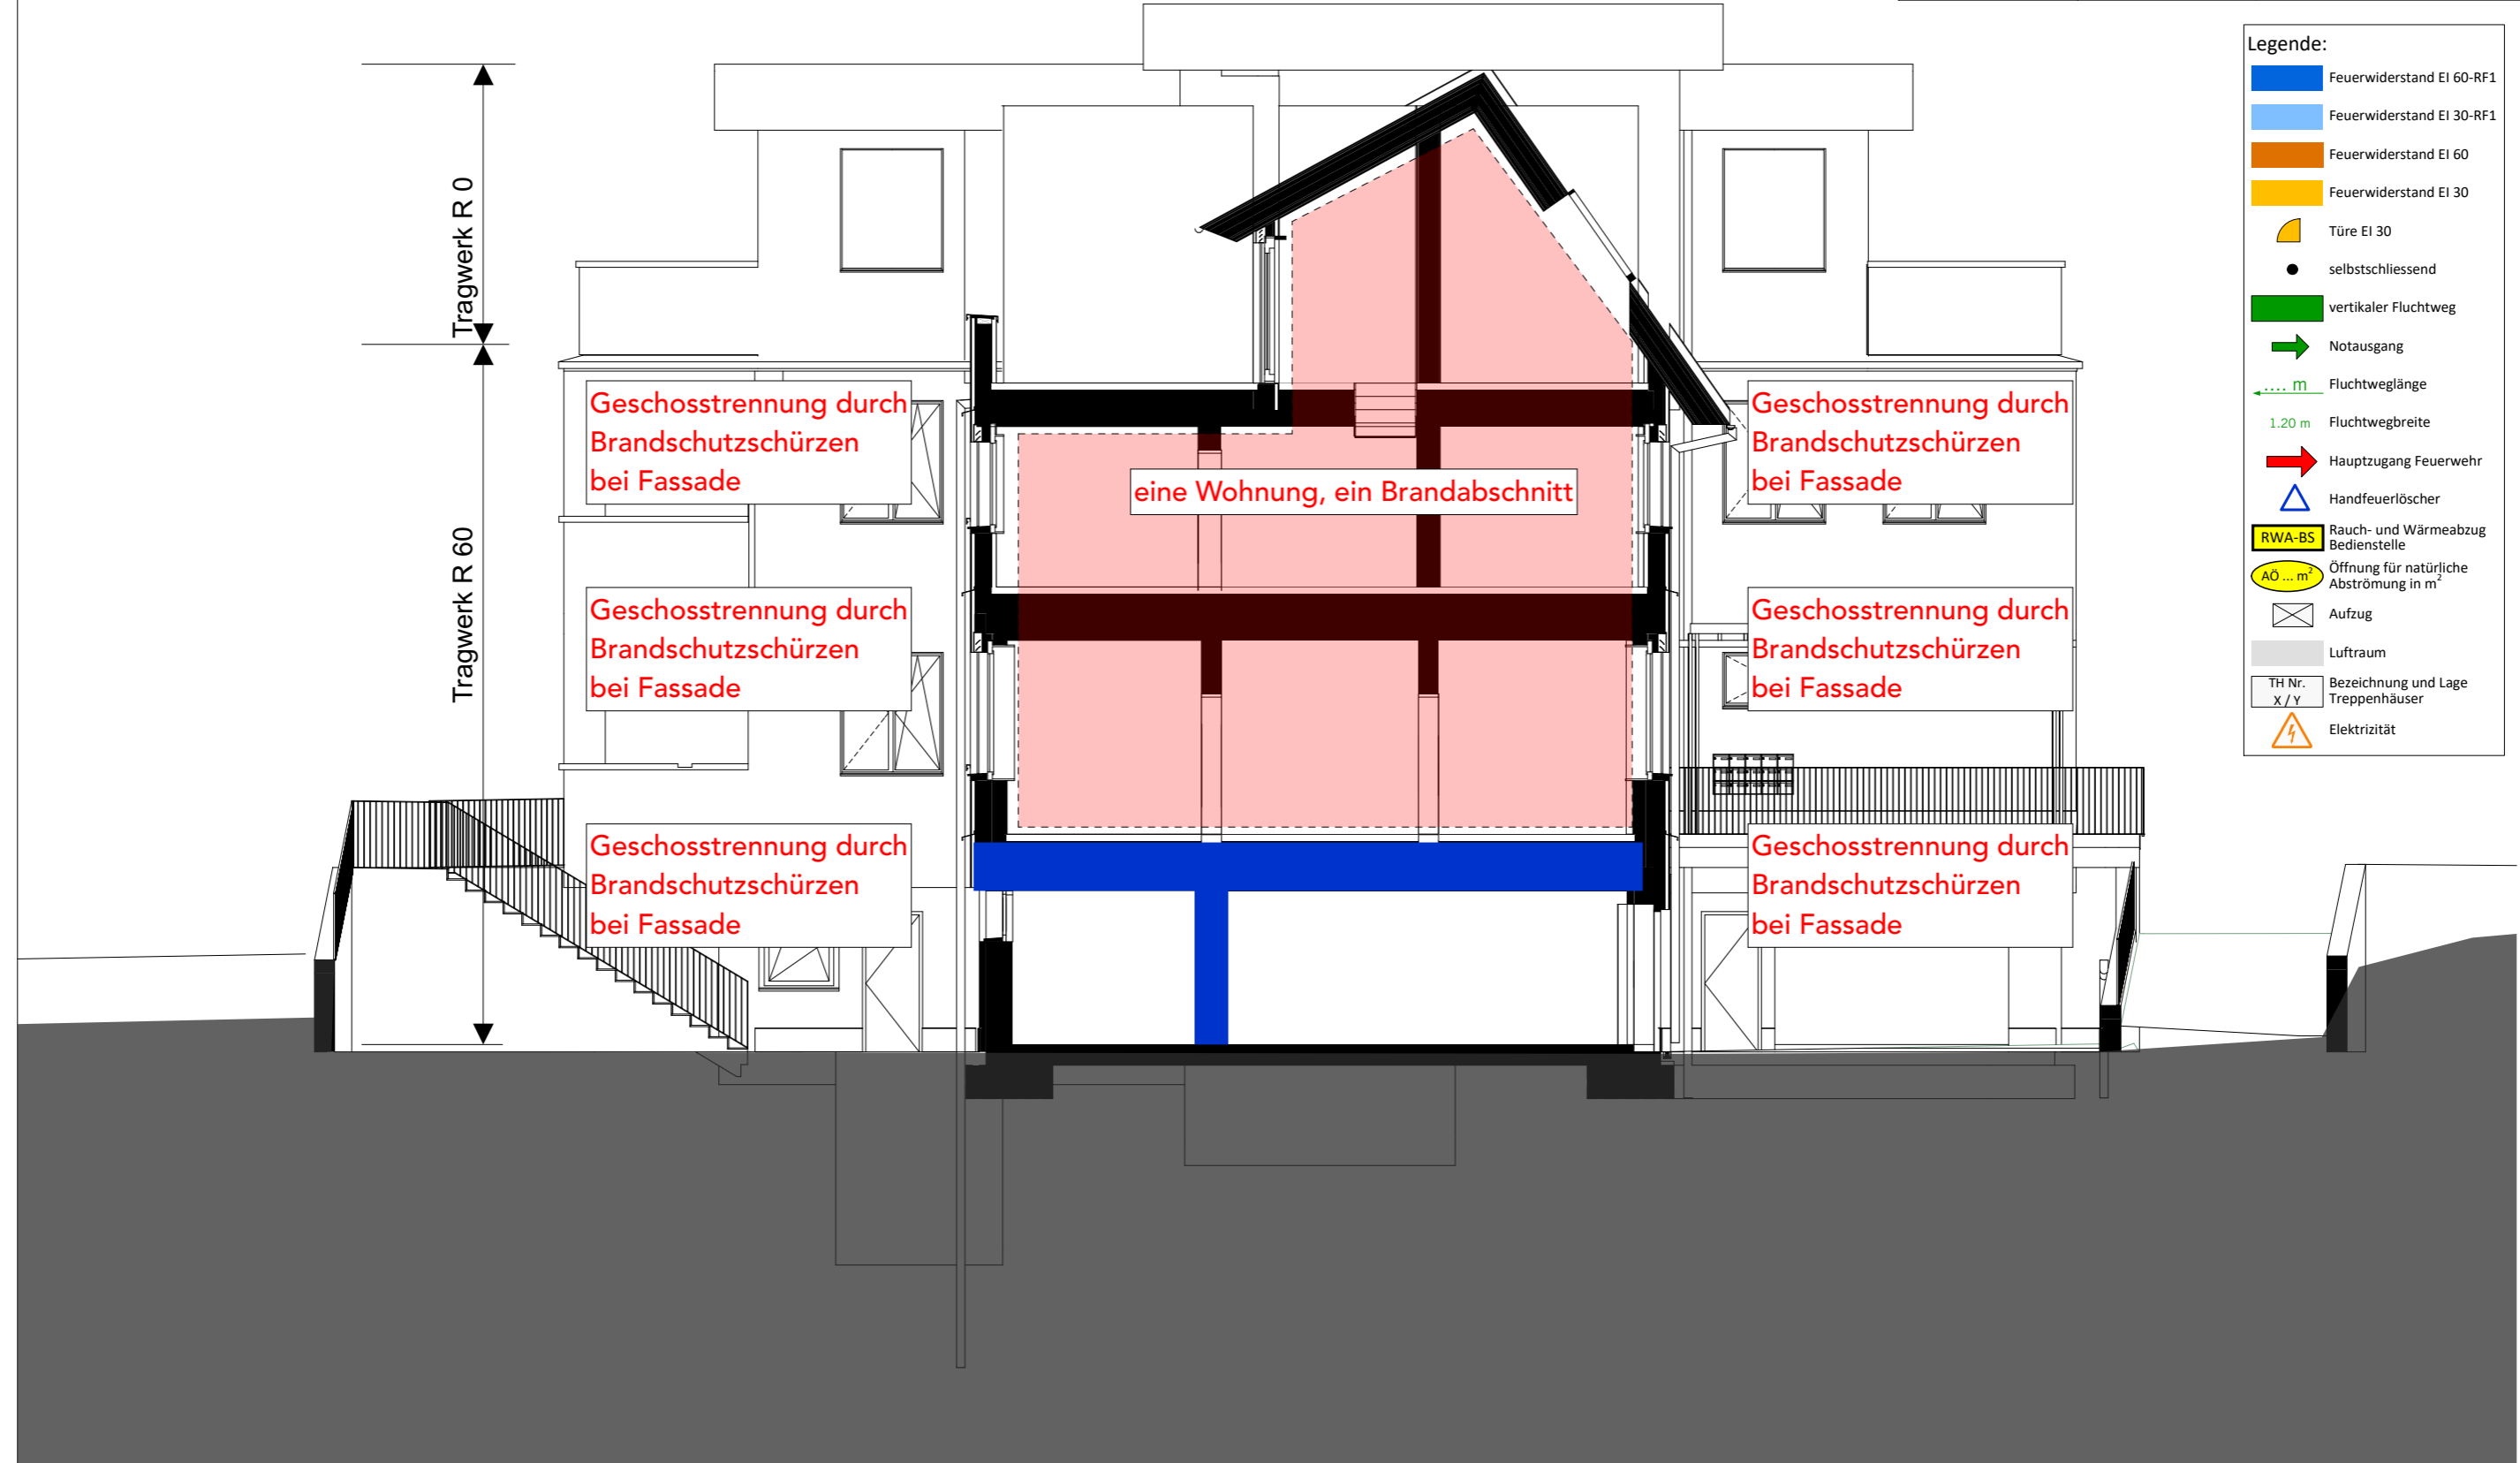 Legende:
Feuerwiderstand EI 60-RF1
Feuerwiderstand EI 30-RF1
Feuerwiderstand EI 60
Feuerwiderstand EI 30
Türe EI 30
selbstschliessend
vertikaler Fluchtweg
Notausgang
.... m Fluchtweglänge
1.20 m Fluchtwegbreite
Hauptzugang Feuerwehr
Handfeuerlöscher
RWA-BS Rauch- und Wärmeabzug
Bedienstelle
AÖ ... m² Öffnung für natürliche
Abströmung in m²
Aufzug
Luftraum
TH Nr. Bezeichnung und Lage
X / Y Treppenhäuser
Elektrizität
Tragwerk R 0
Tragwerk R 60
Geschosstrennung durch
Brandschutzschürzen
bei Fassade
Geschosstrennung durch
Brandschutzschürzen
bei Fassade
eine Wohnung, ein Brandabschnitt
Geschosstrennung durch
Brandschutzschürzen
bei Fassade
Geschosstrennung durch
Brandschutzschürzen
bei Fassade
Geschosstrennung durch
Brandschutzschürzen
bei Fassade
Geschosstrennung durch
Brandschutzschürzen
bei Fassade